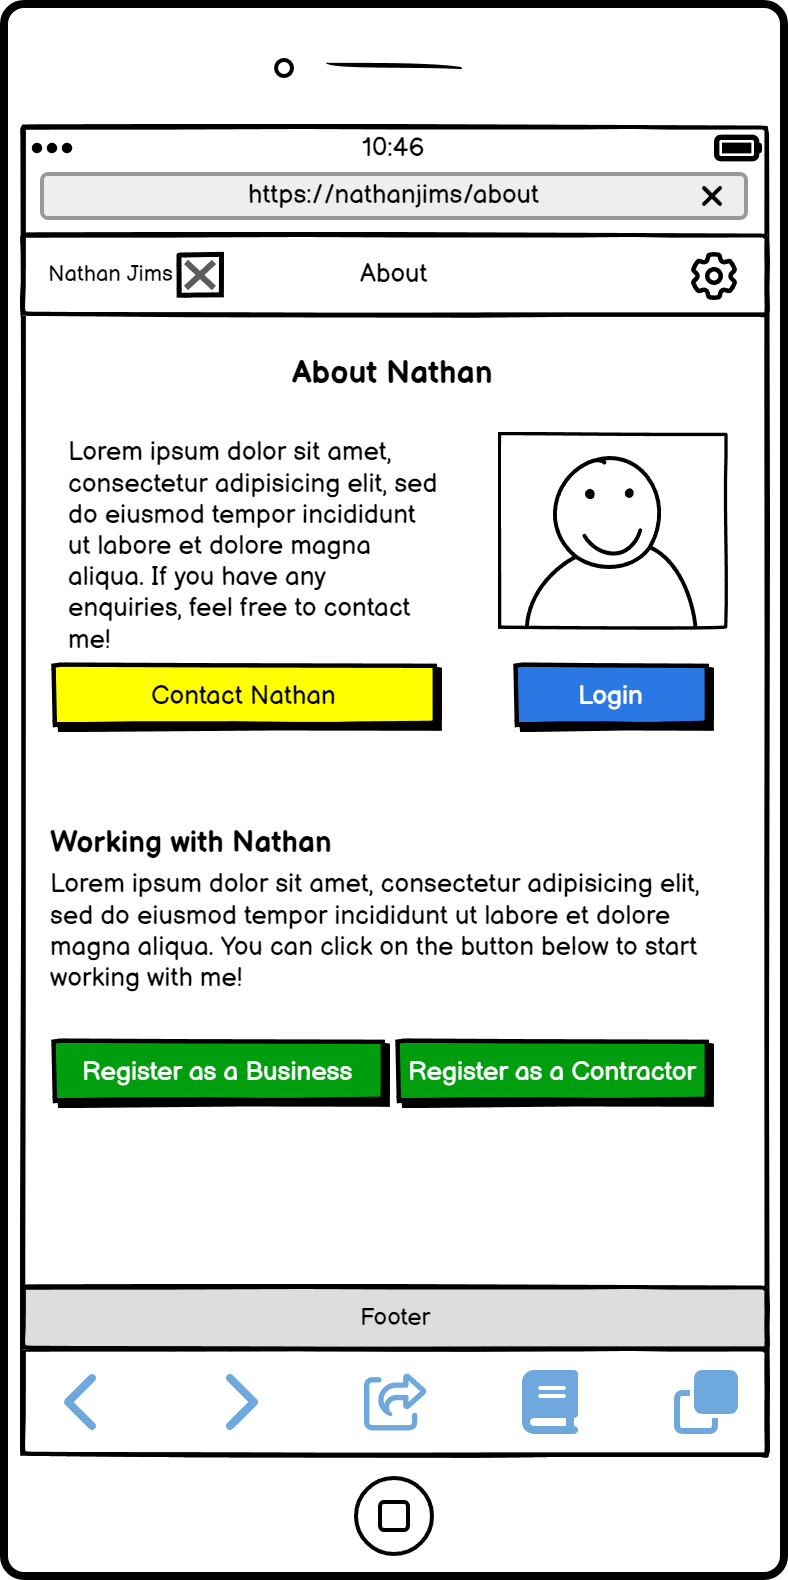 10:46
https://nathanjims/about
Nathan Jims
About
About Nathan
Lorem ipsum dolor sit amet,
consectetur adipisicing elit, sed
do eiusmod tempor incididunt
ut labore et dolore magna
aliqua. If you have any
enquiries, feel free to contact
me!
Contact Nathan
Login
Working with Nathan
Lorem ipsum dolor sit amet, consectetur adipisicing elit,
sed do eiusmod tempor incididunt ut labore et dolore
magna aliqua. You can click on the button below to start
working with me!
Register as a Business
Register as a Contractor
Footer